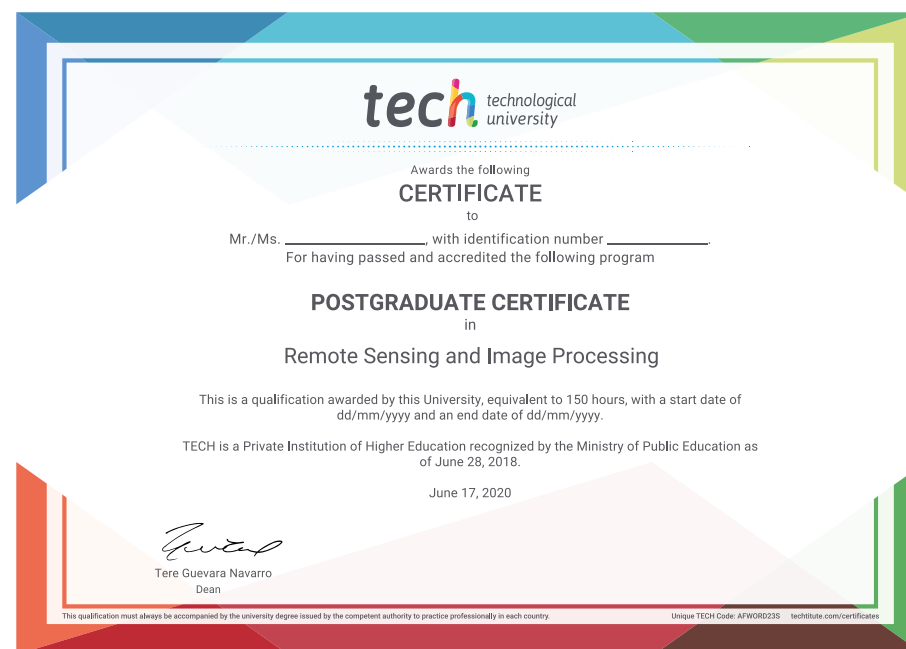 tech technological
university
Awards the following
CERTIFICATE
to
Mr./Ms. ____________________, with identification number ______________.
For having passed and accredited the following program
POSTGRADUATE CERTIFICATE
in
Remote Sensing and Image Processing
This is a qualification awarded by this University, equivalent to 150 hours, with a start date of
dd/mm/yyyy and an end date of dd/mm/yyyy.
TECH is a Private Institution of Higher Education recognized by the Ministry of Public Education as
of June 28, 2018.
June 17, 2020
Tere Guevara Navarro
Dean
This qualification must always be accompanied by the university degree issued by the competent authority to practice professionally in each country. Unique TECH Code: AFWORD23S techtitute.com/certificates